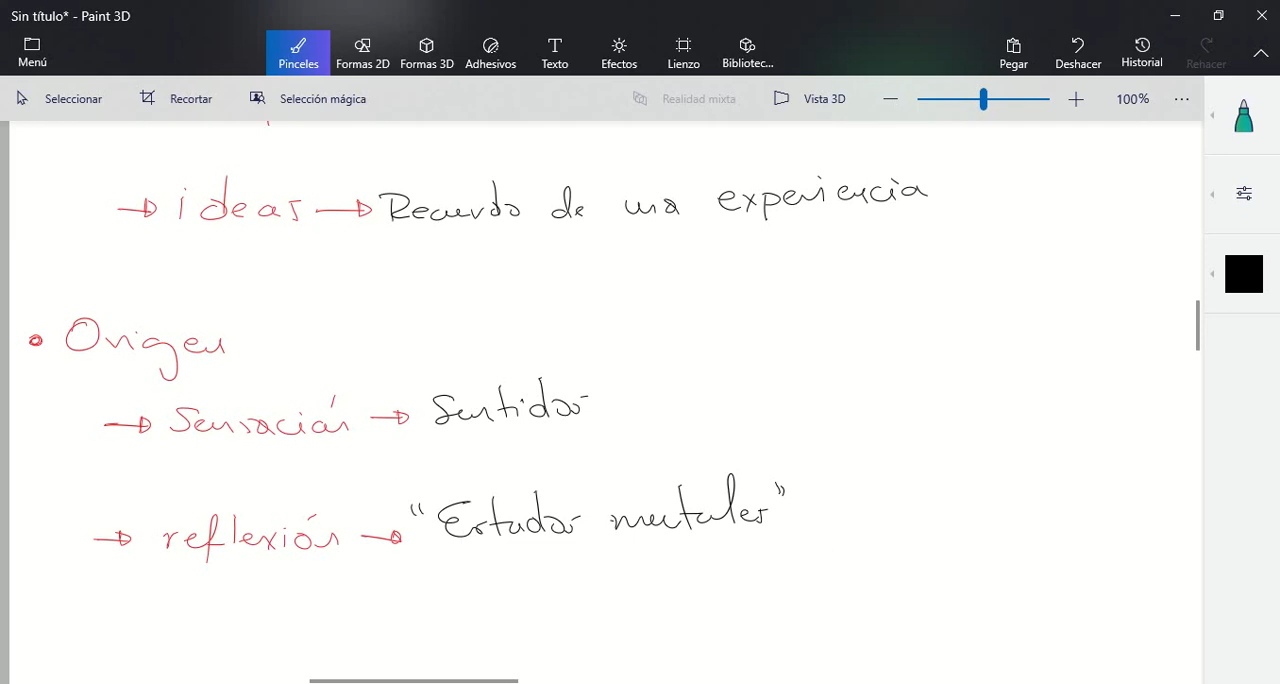 Sin título* - Paint 3D
Menú Pinceles Formas 2D Formas 3D Adhesivos Texto Efectos Lienzo Bibliotec... Pegar Deshacer Historial Rehacer
Seleccionar Recortar Selección mágica Realidad mixta Vista 3D 100%
→ ideas → Recuerdo de una experiencia
• Origen
→ Sensación → Sentidos
→ reflexión → "Estados mentales"